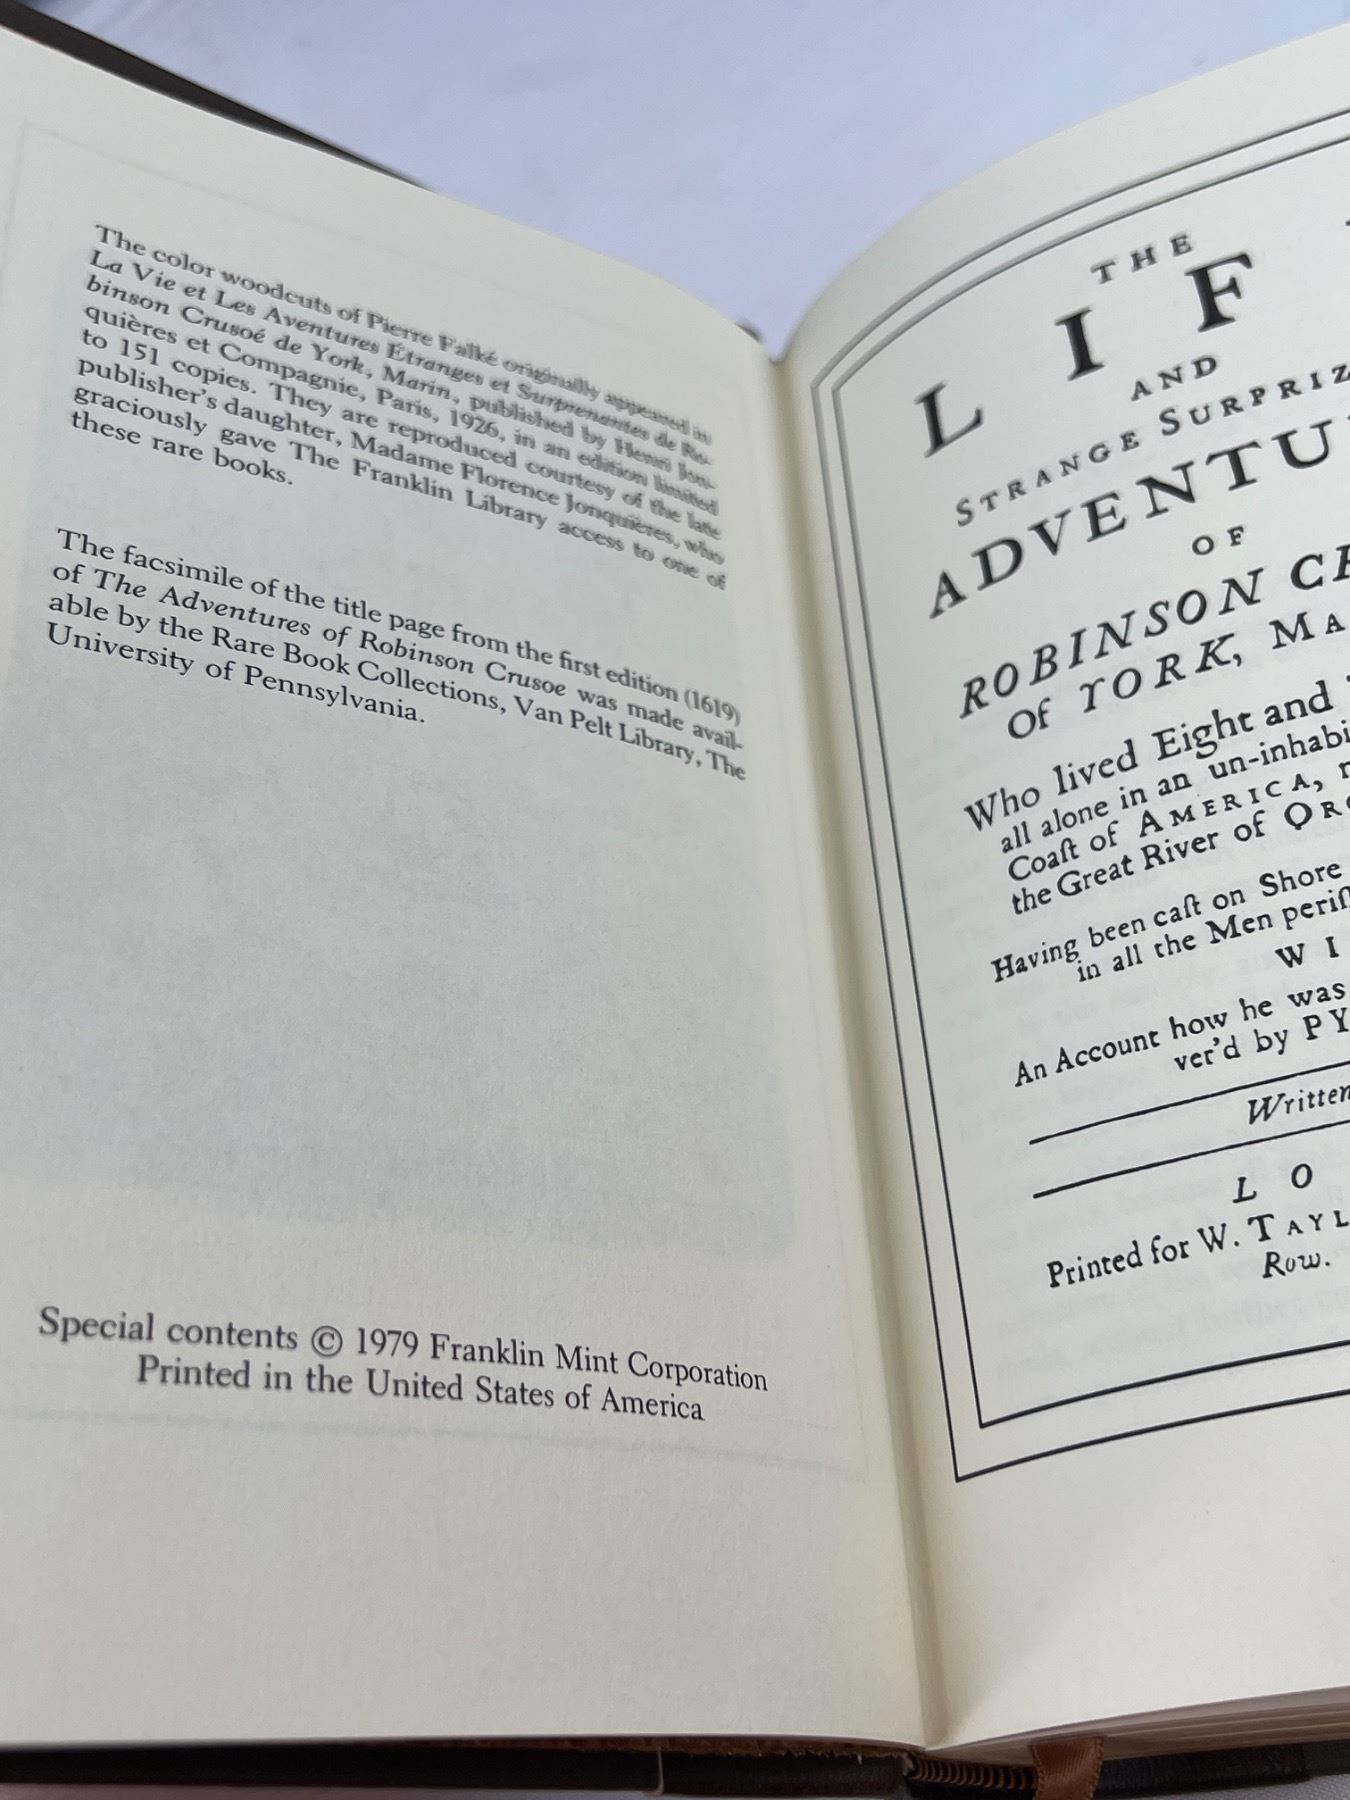 The color woodcuts of Pierre Falké originally appeared in
La Vie et Les Aventures Étranges et Surprenantes de Ro-
binson Crusoé de York, Marin, published by Henri Jon-
quières et Compagnie, Paris, 1926, in an edition limited
to 151 copies. They are reproduced courtesy of the late
publisher's daughter, Madame Florence Jonquières, who
graciously gave The Franklin Library access to one of
these rare books.
The facsimile of the title page from the first edition (1619)
of The Adventures of Robinson Crusoe was made avail-
able by the Rare Book Collections, Van Pelt Library, The
University of Pennsylvania.
Special contents © 1979 Franklin Mint Corporation
Printed in the United States of America
THE
LIF
AND
STRANGE SURPRIZ
ADVENTU
OF
ROBINSON CR
Of YORK, MA
Who lived Eight and
all alone in an un-inhabi
Coaſt of AMERICA,
the Great River of ORO
Having been caſt on Shore
in all the Men periſ
WI
An Account how he was
ver'd by PY
Written
LO
Printed for W. TAYL
Row.